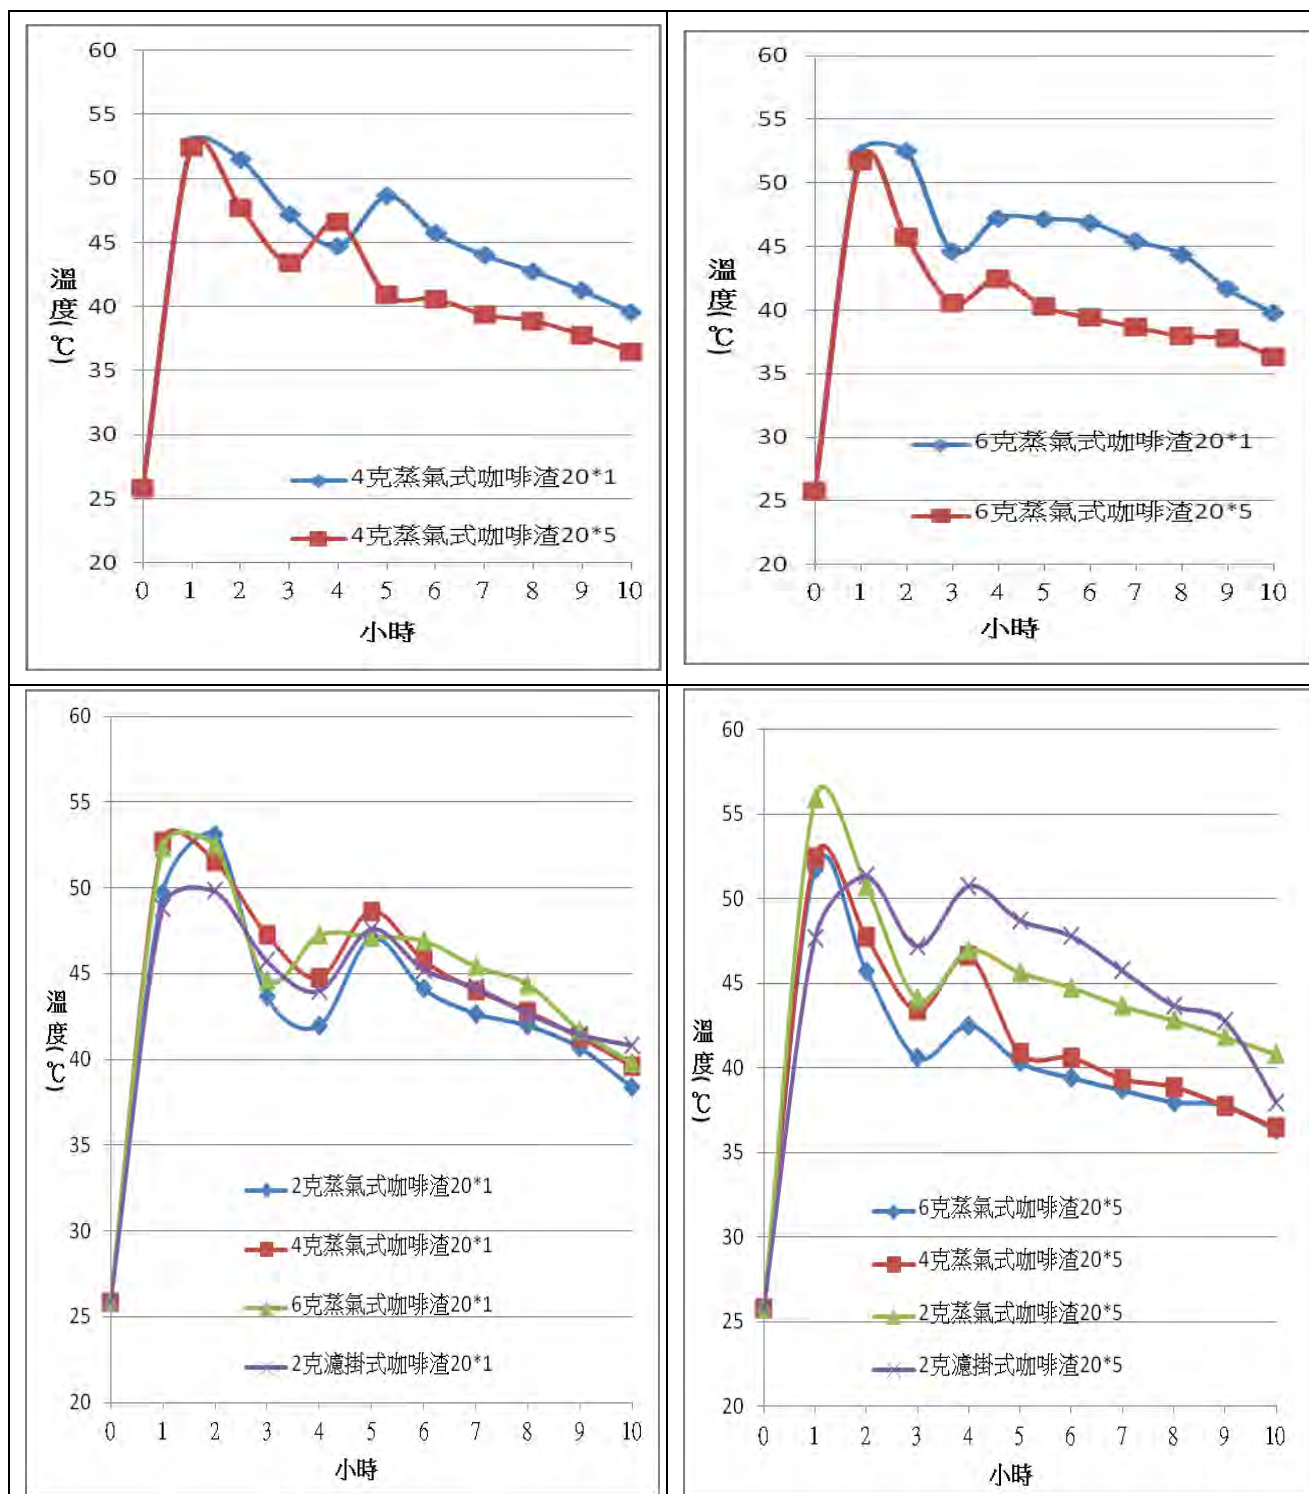 60
55
50
45
40
35
30
25
20
溫度(℃)
4克蒸氣式咖啡渣20*1
4克蒸氣式咖啡渣20*5
0 1 2 3 4 5 6 7 8 9 10
小時
60
55
50
45
40
35
30
25
20
溫度(℃)
6克蒸氣式咖啡渣20*1
6克蒸氣式咖啡渣20*5
0 1 2 3 4 5 6 7 8 9 10
小時
60
55
50
45
40
35
30
25
20
溫度(℃)
2克蒸氣式咖啡渣20*1
4克蒸氣式咖啡渣20*1
6克蒸氣式咖啡渣20*1
2克濾掛式咖啡渣20*1
0 1 2 3 4 5 6 7 8 9 10
小時
60
55
50
45
40
35
30
25
20
溫度(℃)
6克蒸氣式咖啡渣20*5
4克蒸氣式咖啡渣20*5
2克蒸氣式咖啡渣20*5
2克濾掛式咖啡渣20*5
0 1 2 3 4 5 6 7 8 9 10
小時